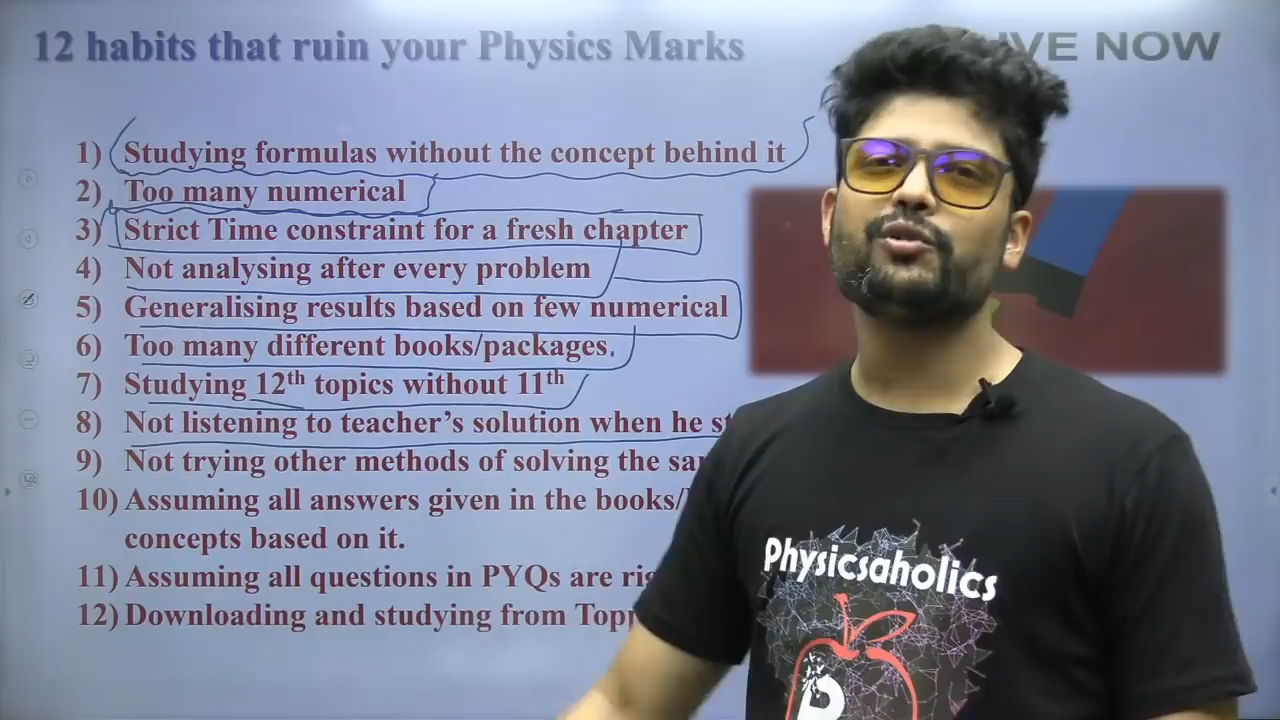 12 habits that ruin your Physics Marks
NOW
1) Studying formulas without the concept behind it
2) Too many numerical
3) Strict Time constraint for a fresh chapter
4) Not analysing after every problem
5) Generalising results based on few numerical
6) Too many different books/packages.
7) Studying 12th topics without 11th
8) Not listening to teacher's solution when he
9) Not trying other methods of solving the
10) Assuming all answers given in the books/
concepts based on it.
11) Assuming all questions in PYQs are
12) Downloading and studying from
Physicsaholics
P